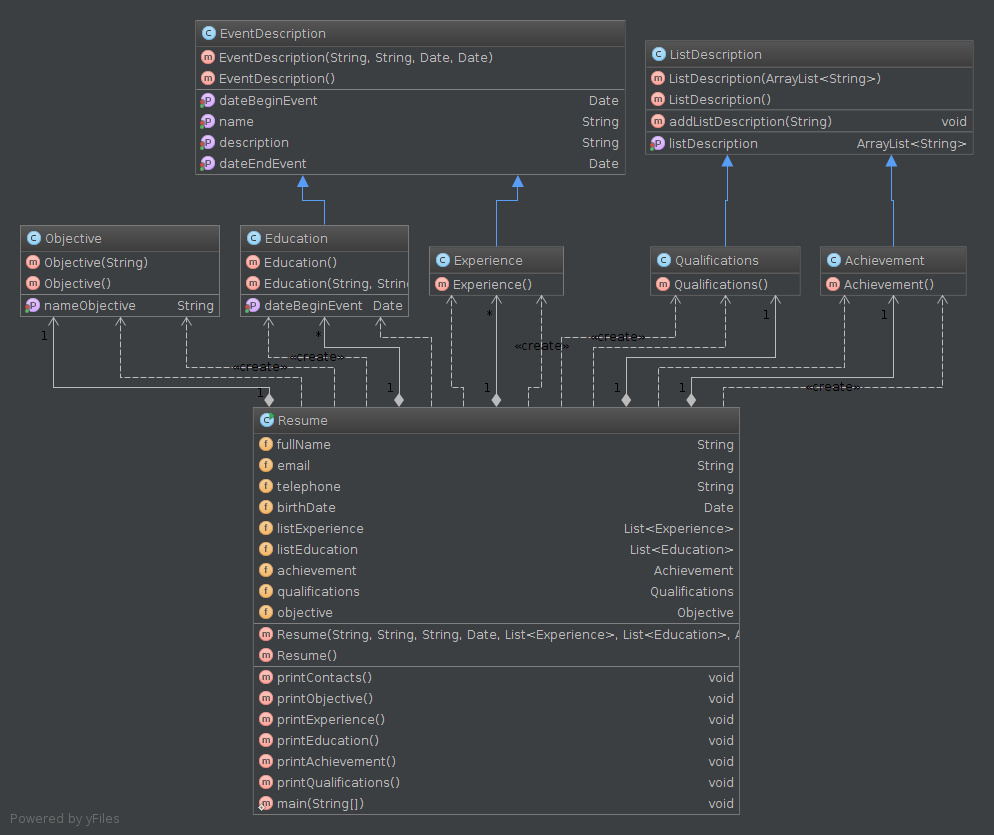 EventDescription
EventDescription(String, String, Date, Date)
EventDescription()
dateBeginEvent Date
name String
description String
dateEndEvent Date
ListDescription
ListDescription(ArrayList<String>)
ListDescription()
addListDescription(String) void
listDescription ArrayList<String>
Objective
Objective(String)
Objective()
nameObjective String
Education
Education()
Education(String, Strin
dateBeginEvent Date
Experience
Experience()
Qualifications
Qualifications()
Achievement
Achievement()
1
*
*
1
1
«create»
«create»
«create»
«create»
«create»
1
1
1
1
1
Resume
fullName String
email String
telephone String
birthDate Date
listExperience List<Experience>
listEducation List<Education>
achievement Achievement
qualifications Qualifications
objective Objective
Resume(String, String, String, Date, List<Experience>, List<Education>, A
Resume()
printContacts() void
printObjective() void
printExperience() void
printEducation() void
printAchievement() void
printQualifications() void
main(String[]) void
Powered by yFiles